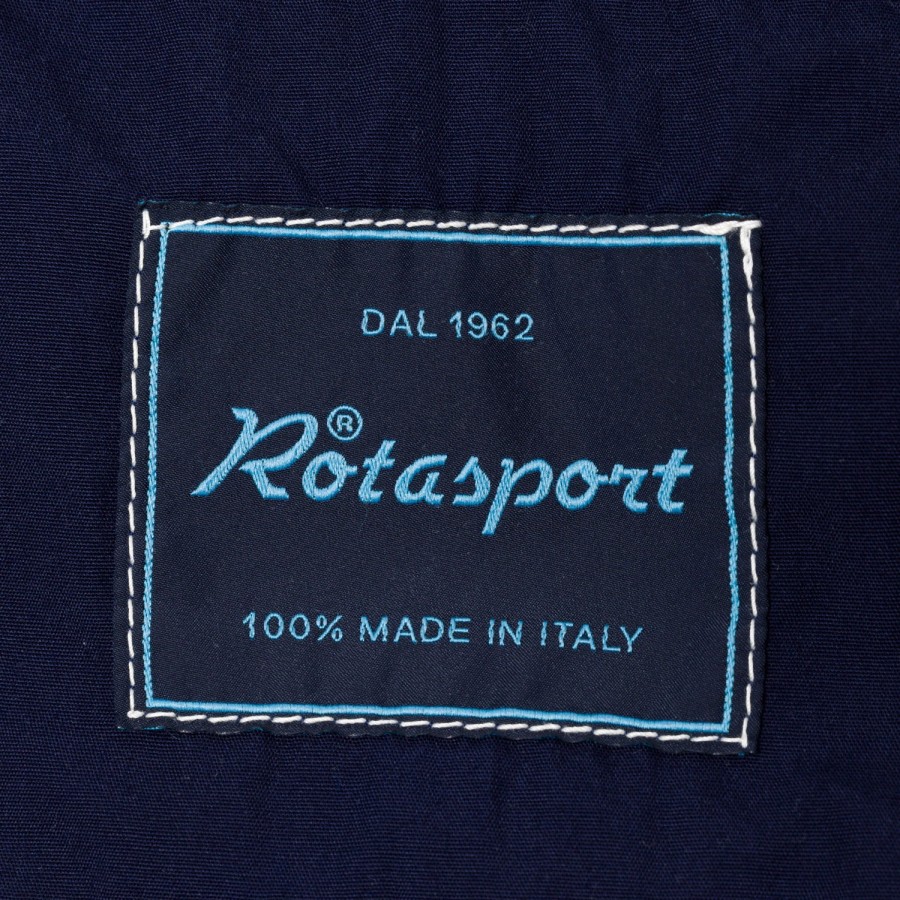 DAL 1962
Rotasport®
100% MADE IN ITALY